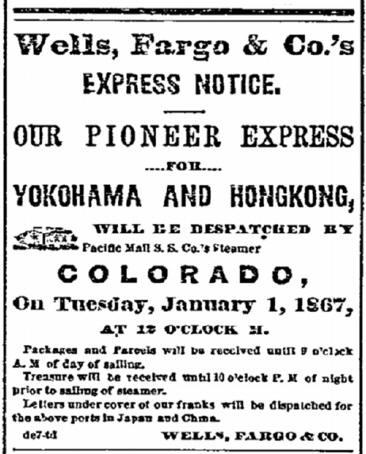 Wells, Fargo & Co.'s
EXPRESS NOTICE.
OUR PIONEER EXPRESS
....FOR....
YOKOHAMA AND HONGKONG,
WILL BE DESPATCHED BY
Pacific Mail S. S. Co.'s Steamer
COLORADO,
On Tuesday, January 1, 1867,
AT 12 O'CLOCK M.
Packages and Parcels will be received until 9 o'clock
A. M of day of sailing.
Treasure will be received until 10 o'clock P. M of night
prior to sailing of steamer.
Letters under cover of our franks will be dispatched for
the above ports in Japan and China.
de7-td WELLS, FARGO & CO.